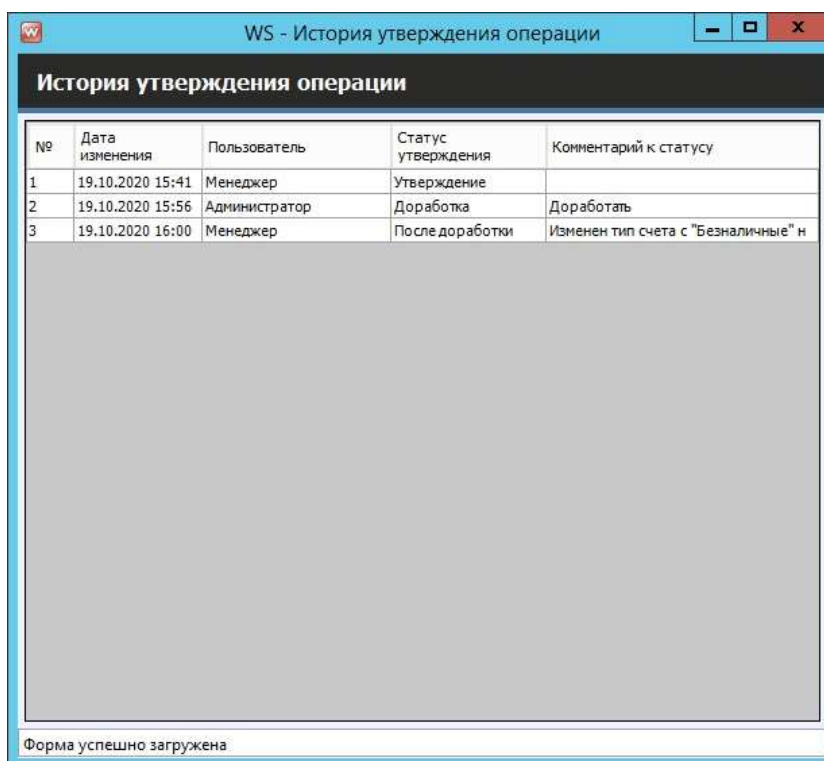 WS - История утверждения операции
История утверждения операции
№ Дата изменения Пользователь Статус утверждения Комментарий к статусу
1 19.10.2020 15:41 Менеджер Утверждение
2 19.10.2020 15:56 Администратор Доработка Доработать
3 19.10.2020 16:00 Менеджер После доработки Изменен тип счета с "Безналичные" н
Форма успешно загружена